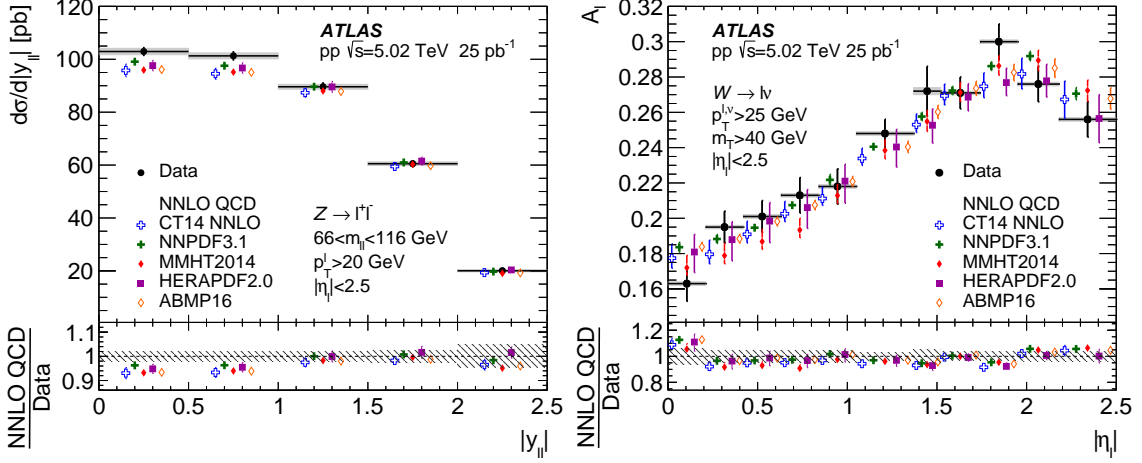 dσ/d|y_ll| [pb]
ATLAS
pp √s=5.02 TeV 25 pb⁻¹
120
100
80
60
40
20
Data
NNLO QCD
CT14 NNLO
NNPDF3.1
MMHT2014
HERAPDF2.0
ABMP16
Z → l⁺l⁻
66<m_ll<116 GeV
p_T^l>20 GeV
|η_l|<2.5
NNLO QCD
Data
1.1
1
0.9
0 0.5 1 1.5 2 2.5
|y_ll|
A_l
ATLAS
pp √s=5.02 TeV 25 pb⁻¹
0.3
0.28
0.26
0.24
0.22
0.2
0.18
0.16
W → lν
p_T^l,ν>25 GeV
m_T>40 GeV
|η_l|<2.5
Data
NNLO QCD
CT14 NNLO
NNPDF3.1
MMHT2014
HERAPDF2.0
ABMP16
NNLO QCD
Data
1.2
1
0.8
0 0.5 1 1.5 2 2.5
|η_l|